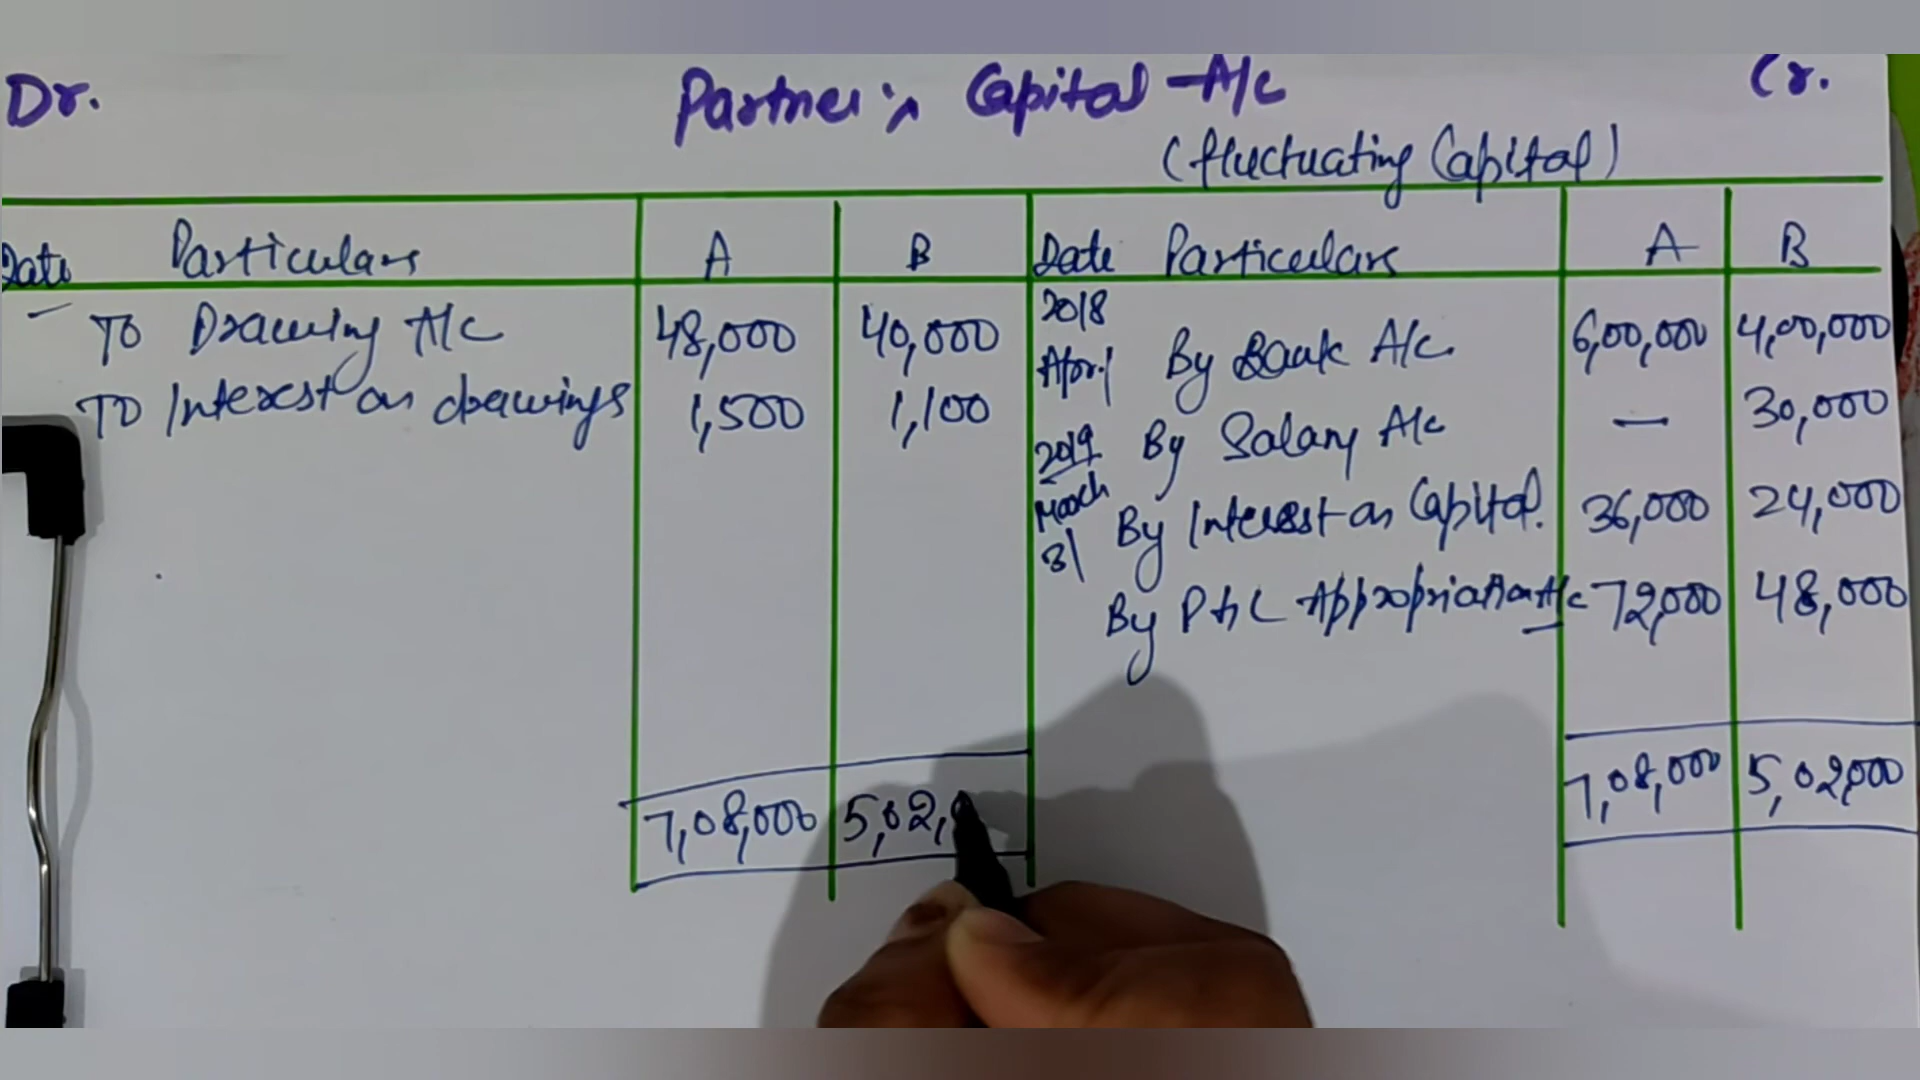 Dr. Partner's Capital A/c Cr.
(fluctuating Capital)
Date Particulars A B Date Particulars A B
To Drawing A/c 48,000 40,000 2018 April By Bank A/c. 6,00,000 4,00,000
To Interest on drawings 1,500 1,100 By Salary A/c — 30,000
2019 March 31 By Interest on Capital. 36,000 24,000
By P&L Appropriation A/c 72,000 48,000
7,08,000 5,02,0 7,08,000 5,02,000